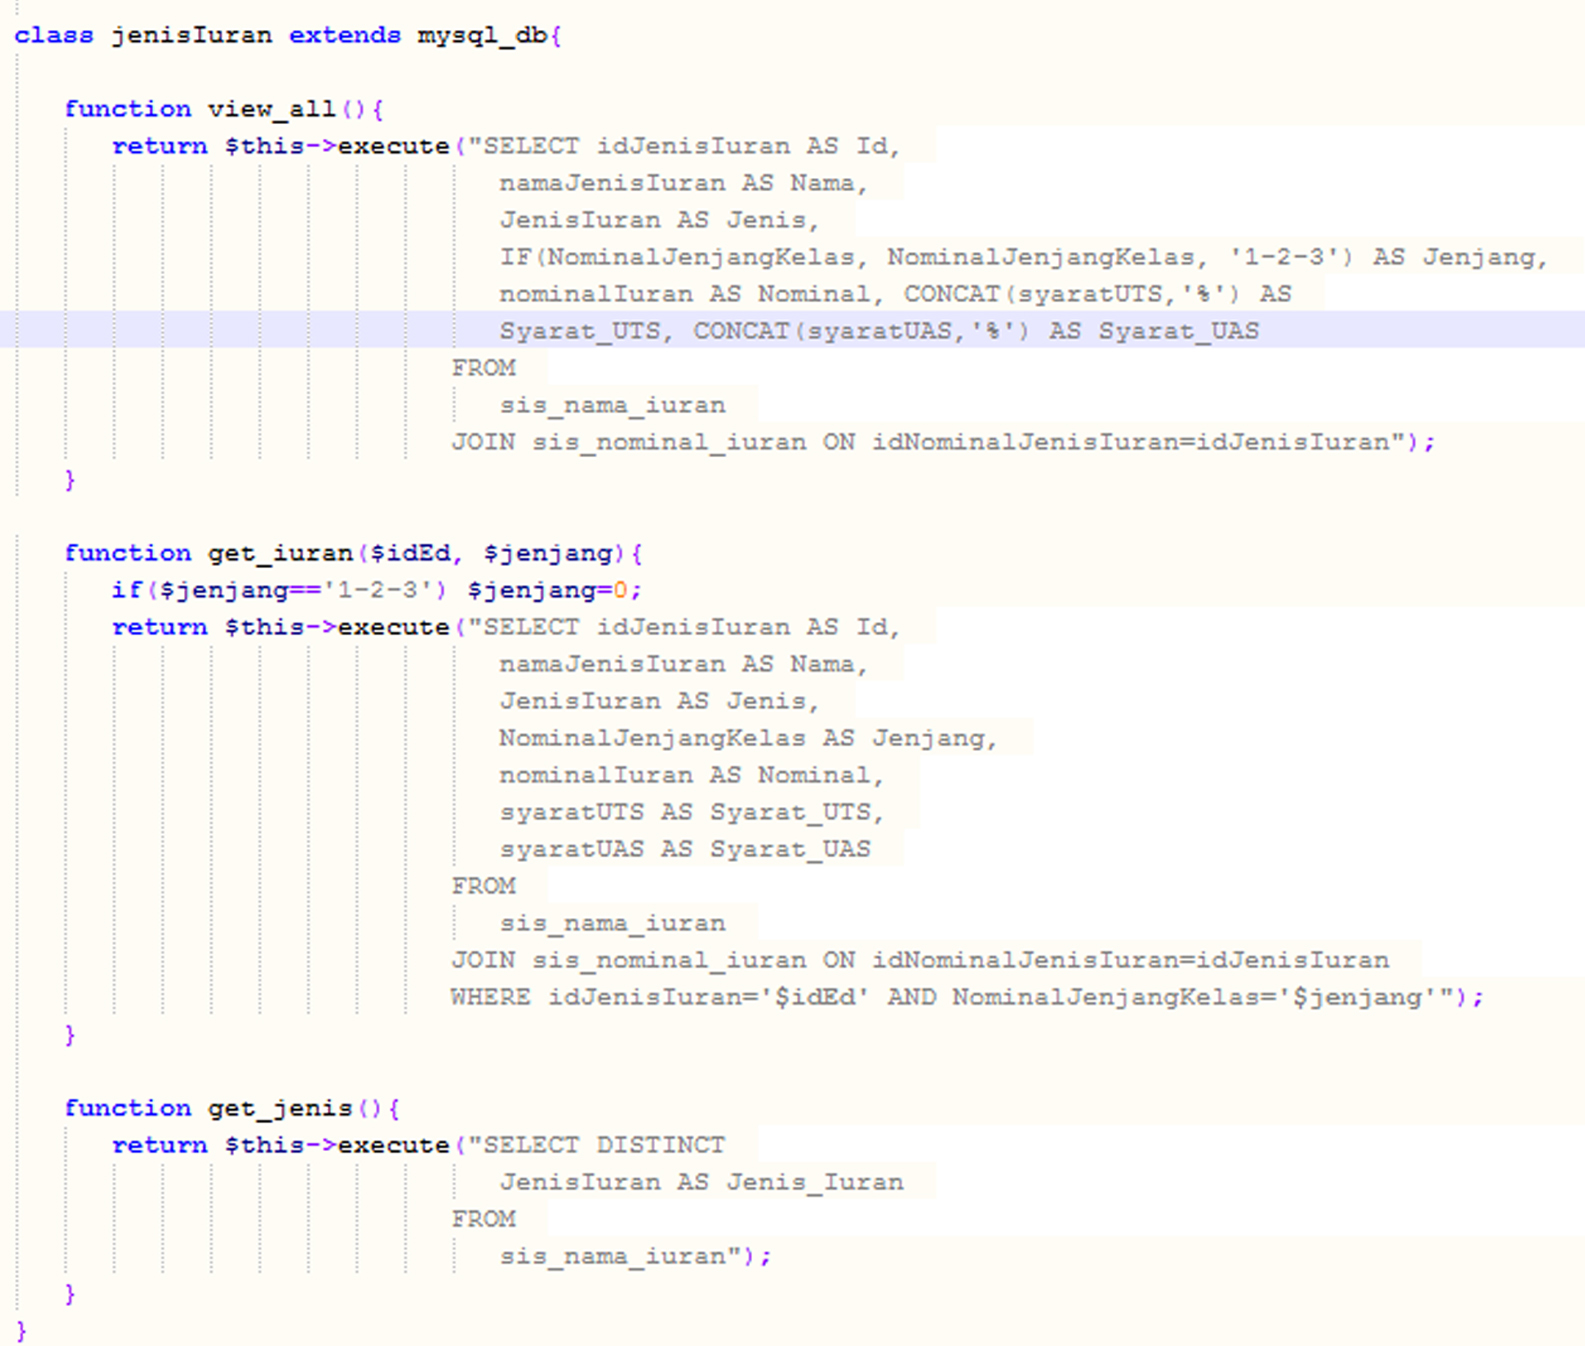 class jenisIuran extends mysql_db{
function view_all(){
return $this->execute("SELECT idJenisIuran AS Id,
namaJenisIuran AS Nama,
JenisIuran AS Jenis,
IF(NominalJenjangKelas, NominalJenjangKelas, '1-2-3') AS Jenjang,
nominalIuran AS Nominal, CONCAT(syaratUTS,'%') AS
Syarat_UTS, CONCAT(syaratUAS,'%') AS Syarat_UAS
FROM
sis_nama_iuran
JOIN sis_nominal_iuran ON idNominalJenisIuran=idJenisIuran");
}
function get_iuran($idEd, $jenjang){
if($jenjang=='1-2-3') $jenjang=0;
return $this->execute("SELECT idJenisIuran AS Id,
namaJenisIuran AS Nama,
JenisIuran AS Jenis,
NominalJenjangKelas AS Jenjang,
nominalIuran AS Nominal,
syaratUTS AS Syarat_UTS,
syaratUAS AS Syarat_UAS
FROM
sis_nama_iuran
JOIN sis_nominal_iuran ON idNominalJenisIuran=idJenisIuran
WHERE idJenisIuran='$idEd' AND NominalJenjangKelas='$jenjang'");
}
function get_jenis(){
return $this->execute("SELECT DISTINCT
JenisIuran AS Jenis_Iuran
FROM
sis_nama_iuran");
}
}